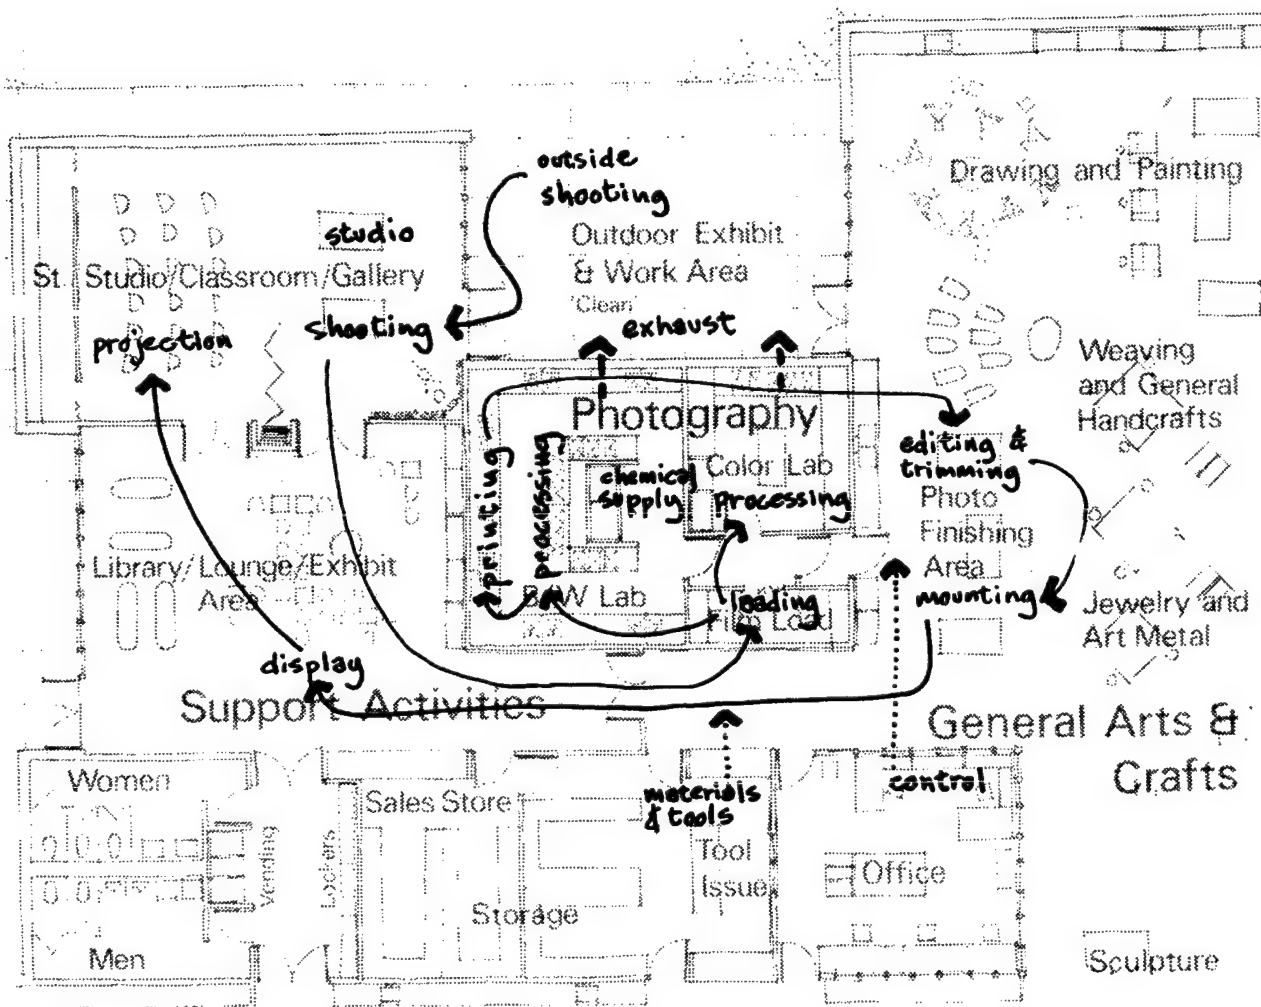 outside
shooting
Drawing and Painting
studio
Outdoor Exhibit
& Work Area
'Clean'
St. Studio/Classroom/Gallery
projection
shooting
exhaust
Weaving
and General
Handcrafts
Photography
editing &
trimming
printing
processing
chemical
supply
Color Lab
processing
Photo
Finishing
Area
mounting
Library/Lounge/Exhibit
Area
B&W Lab
loading
Film Load
Jewelry and
Art Metal
display
Support Activities
General Arts &
Crafts
Women
Sales Store
materials
& tools
control
Vending
Lockers
Tool
Issue
Office
Storage
Men
Sculpture